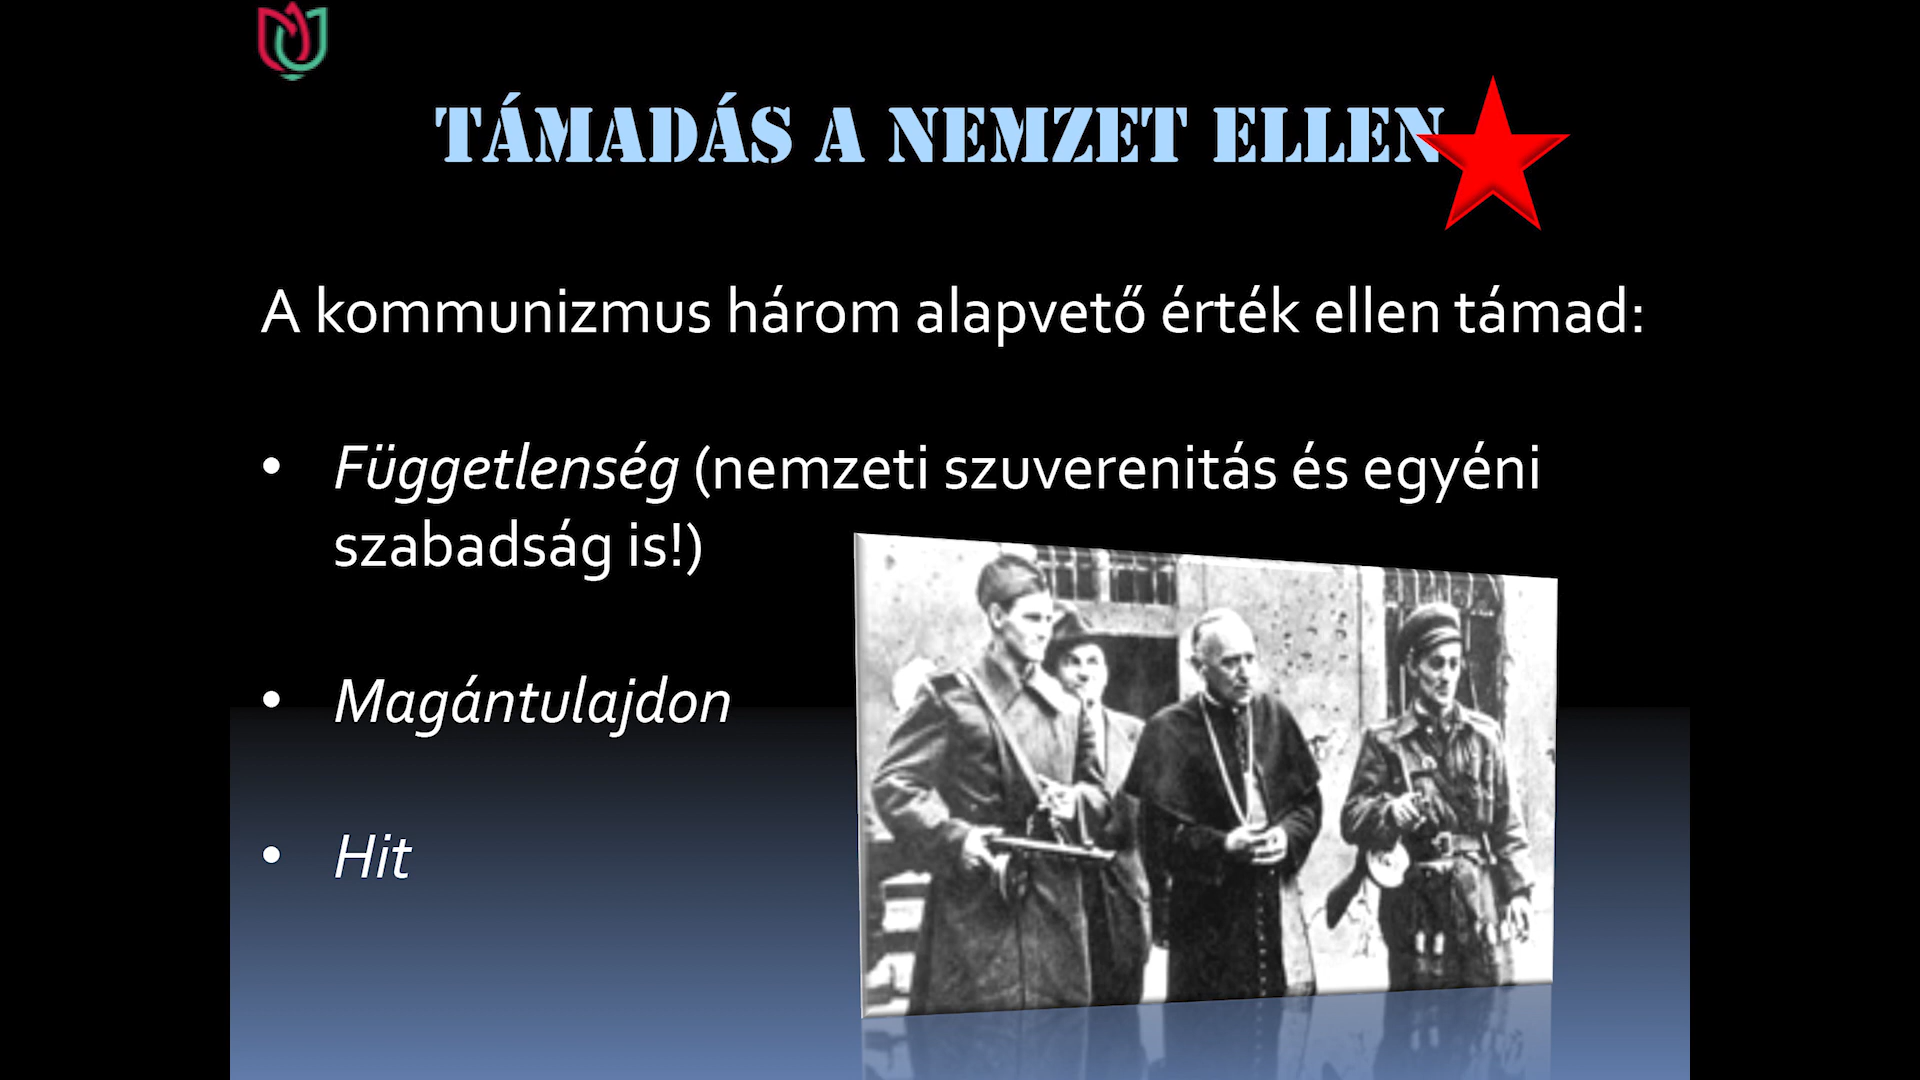 TÁMADÁS A NEMZET ELLEN
A kommunizmus három alapvető érték ellen támad:
• Függetlenség (nemzeti szuverenitás és egyéni
szabadság is!)
• Magántulajdon
• Hit